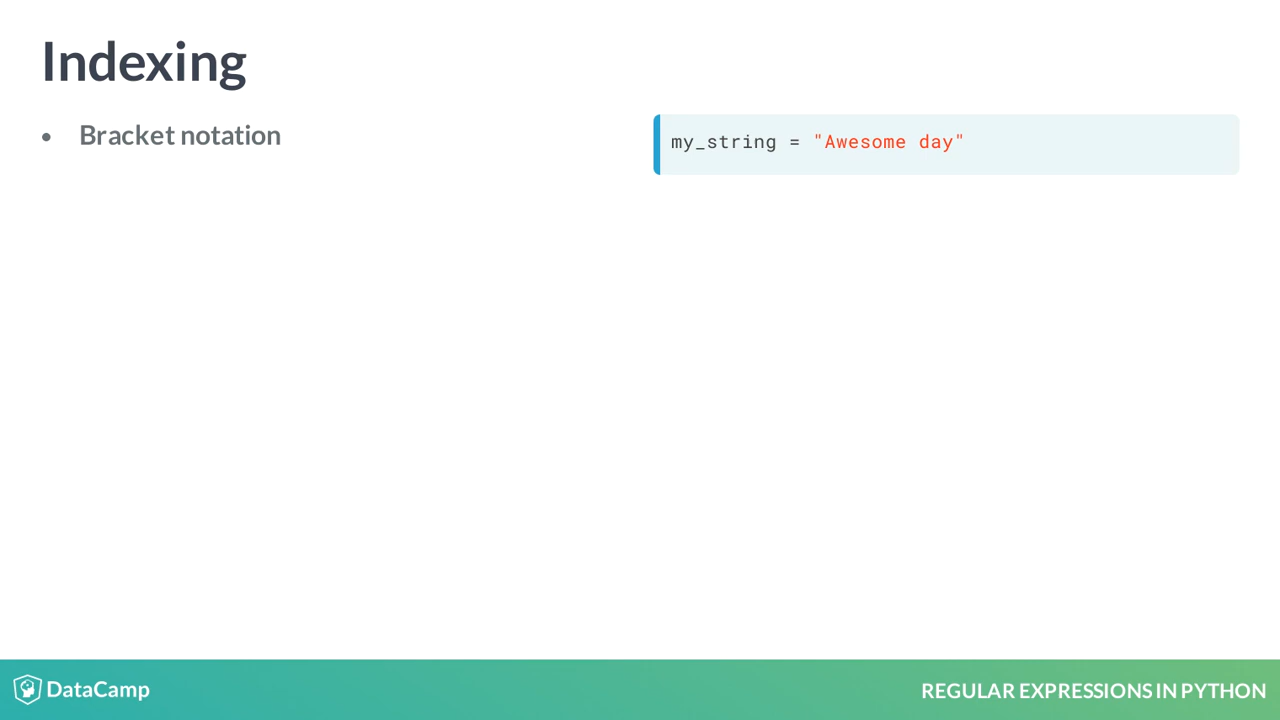 Indexing
• Bracket notation
my_string = "Awesome day"
DataCamp
REGULAR EXPRESSIONS IN PYTHON